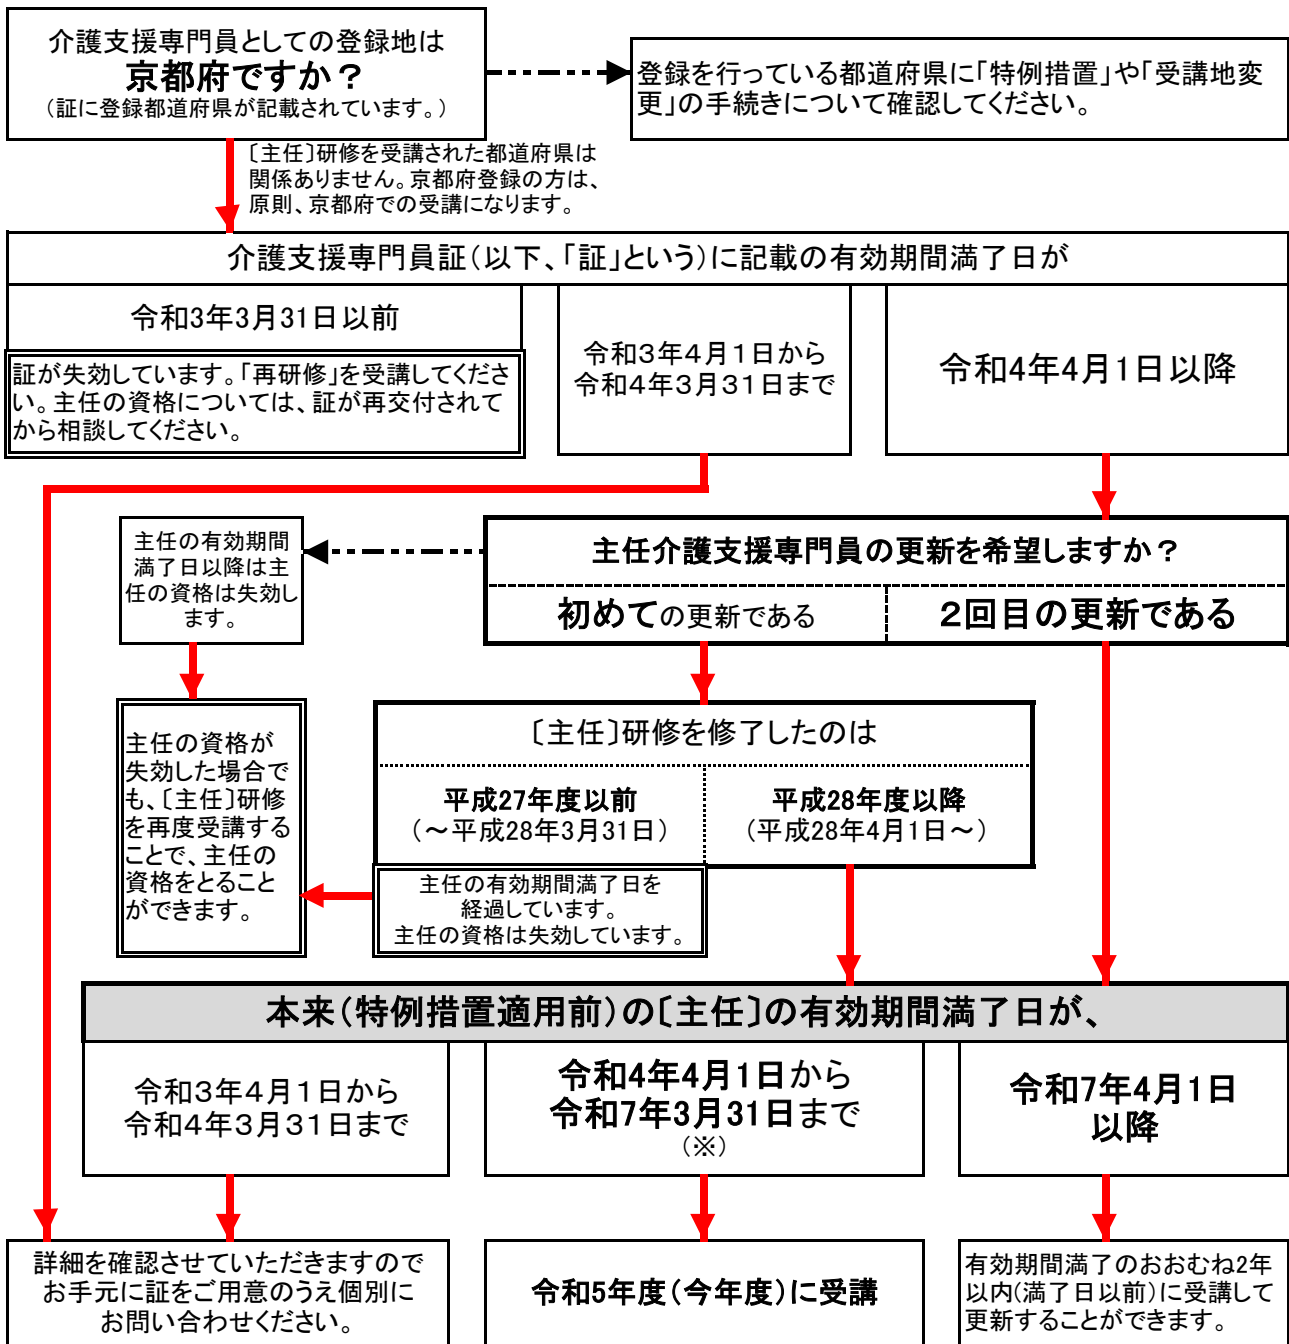 介護支援専門員としての登録地は
京都府ですか？
（証に登録都道府県が記載されています。）
登録を行っている都道府県に「特例措置」や「受講地変
更」の手続きについて確認してください。
〔主任〕研修を受講された都道府県は
関係ありません。京都府登録の方は、
原則、京都府での受講になります。
介護支援専門員証（以下、「証」という）に記載の有効期間満了日が
令和3年3月31日以前
証が失効しています。「再研修」を受講してくださ
い。主任の資格については、証が再交付されて
から相談してください。
令和３年４月１日から
令和４年３月３１日まで
令和4年4月1日以降
主任の有効期間
満了日以降は主
任の資格は失効し
ます。
主任介護支援専門員の更新を希望しますか？
初めての更新である
２回目の更新である
主任の資格が
失効した場合で
も、〔主任〕研修
を再度受講する
ことで、主任の
資格をとること
ができます。
〔主任〕研修を修了したのは
平成27年度以前
（～平成28年3月31日）
平成28年度以降
（平成28年4月1日～）
主任の有効期間満了日を
経過しています。
主任の資格は失効しています。
本来（特例措置適用前）の〔主任〕の有効期間満了日が、
令和３年４月１日から
令和４年３月３１日まで
令和4年4月1日から
令和7年3月31日まで
（※）
令和7年4月1日
以降
詳細を確認させていただきますので
お手元に証をご用意のうえ個別に
お問い合わせください。
令和5年度（今年度）に受講
有効期間満了のおおむね2年
以内(満了日以前)に受講して
更新することができます。